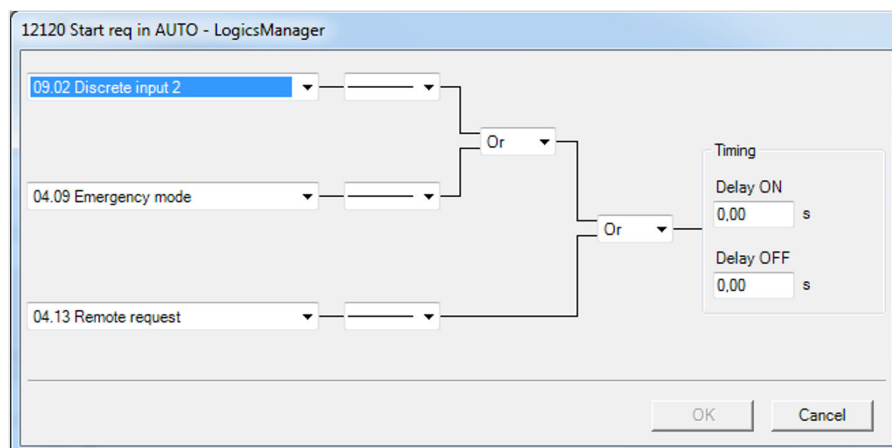 12120 Start req in AUTO - LogicsManager
09.02 Discrete input 2
Or
Timing
Delay ON
04.09 Emergency mode
0,00 s
Or
Delay OFF
0,00 s
04.13 Remote request
OK Cancel